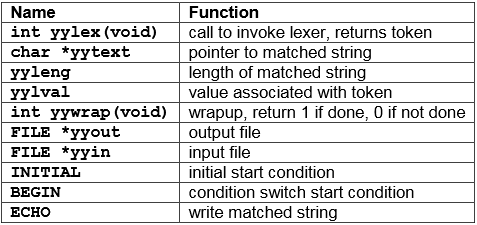 Name Function
int yylex(void) call to invoke lexer, returns token
char *yytext pointer to matched string
yyleng length of matched string
yylval value associated with token
int yywrap(void) wrapup, return 1 if done, 0 if not done
FILE *yyout output file
FILE *yyin input file
INITIAL initial start condition
BEGIN condition switch start condition
ECHO write matched string